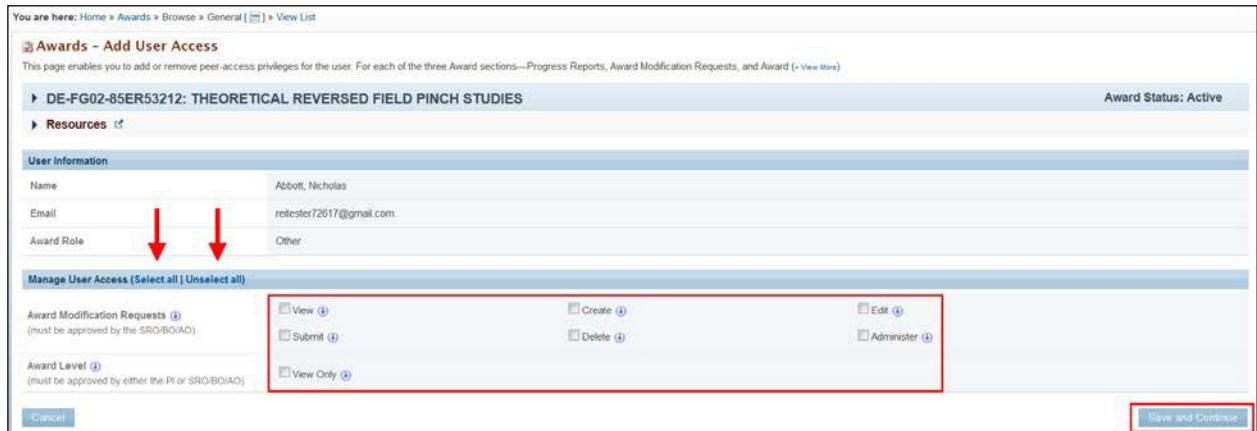 You are here: Home » Awards » Browse » General [ ] » View List
Awards - Add User Access
This page enables you to add or remove peer-access privileges for the user. For each of the three Award sections—Progress Reports, Award Modification Requests, and Award (+ View More)
DE-FG02-85ER53212: THEORETICAL REVERSED FIELD PINCH STUDIES Award Status: Active
Resources
User Information
Name Abbott, Nicholas
Email reitester72617@gmail.com
Award Role Other
Manage User Access (Select all | Unselect all)
Award Modification Requests
(must be approved by the SRO/BO/AO)
View Create Edit
Submit Delete Administer
Award Level
(must be approved by either the PI or SRO/BO/AO)
View Only
Cancel Save and Continue